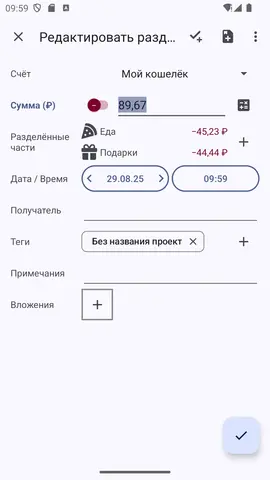 09:59
Редактировать разд…
Счёт
Мой кошелёк
Сумма (₽)
89,67
Разделённые части
Еда
−45,23 ₽
Подарки
−44,44 ₽
Дата / Время
29.08.25
09:59
Получатель
Теги
Без названия проект
Примечания
Вложения